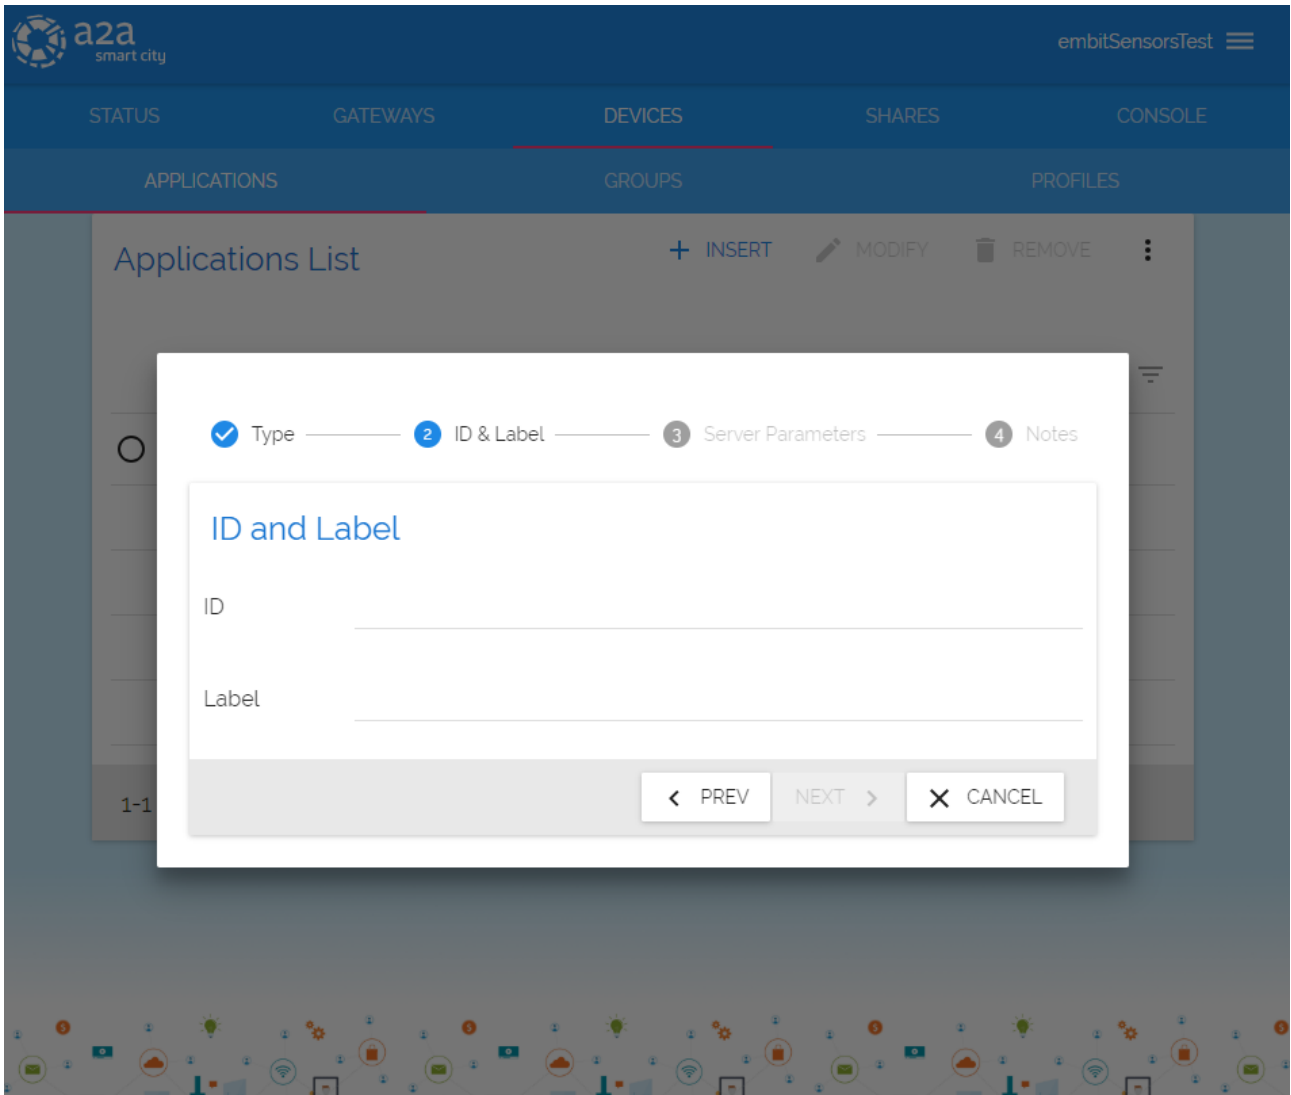 a2a
smart city
embitSensorsTest
STATUS GATEWAYS DEVICES SHARES CONSOLE
APPLICATIONS GROUPS PROFILES
Applications List
INSERT MODIFY REMOVE
Type 2 ID & Label 3 Server Parameters 4 Notes
ID and Label
ID
Label
1-1
PREV NEXT CANCEL